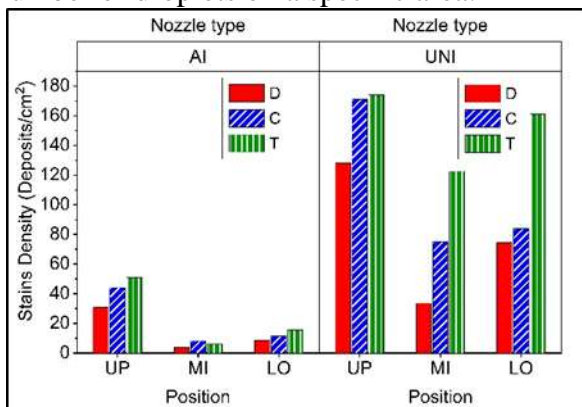 Nozzle type Nozzle type
AI UNI
Stains Density (Deposits/cm²)
180
160
140
120
100
80
60
40
20
0
D
C
T
D
C
T
UP MI LO UP MI LO
Position Position